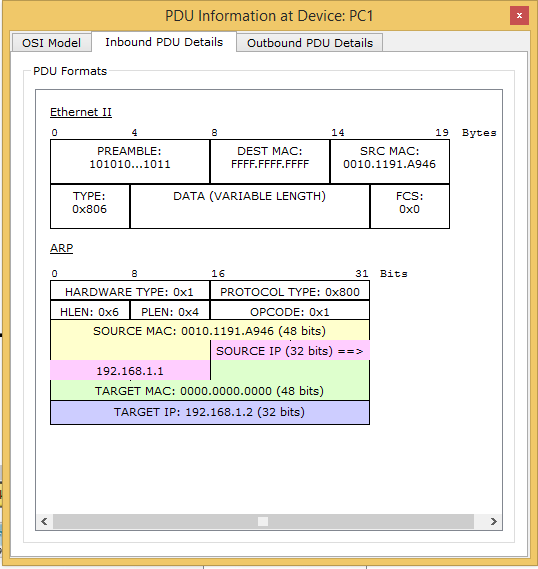 PDU Information at Device: PC1
x
OSI Model Inbound PDU Details Outbound PDU Details
PDU Formats
Ethernet II
0 4 8 14 19 Bytes
PREAMBLE: DEST MAC: SRC MAC:
101010...1011 FFFF.FFFF.FFFF 0010.1191.A946
TYPE: DATA (VARIABLE LENGTH) FCS:
0x806 0x0
ARP
0 8 16 31 Bits
HARDWARE TYPE: 0x1 PROTOCOL TYPE: 0x800
HLEN: 0x6 PLEN: 0x4 OPCODE: 0x1
SOURCE MAC: 0010.1191.A946 (48 bits)
SOURCE IP (32 bits) ==>
192.168.1.1
TARGET MAC: 0000.0000.0000 (48 bits)
TARGET IP: 192.168.1.2 (32 bits)